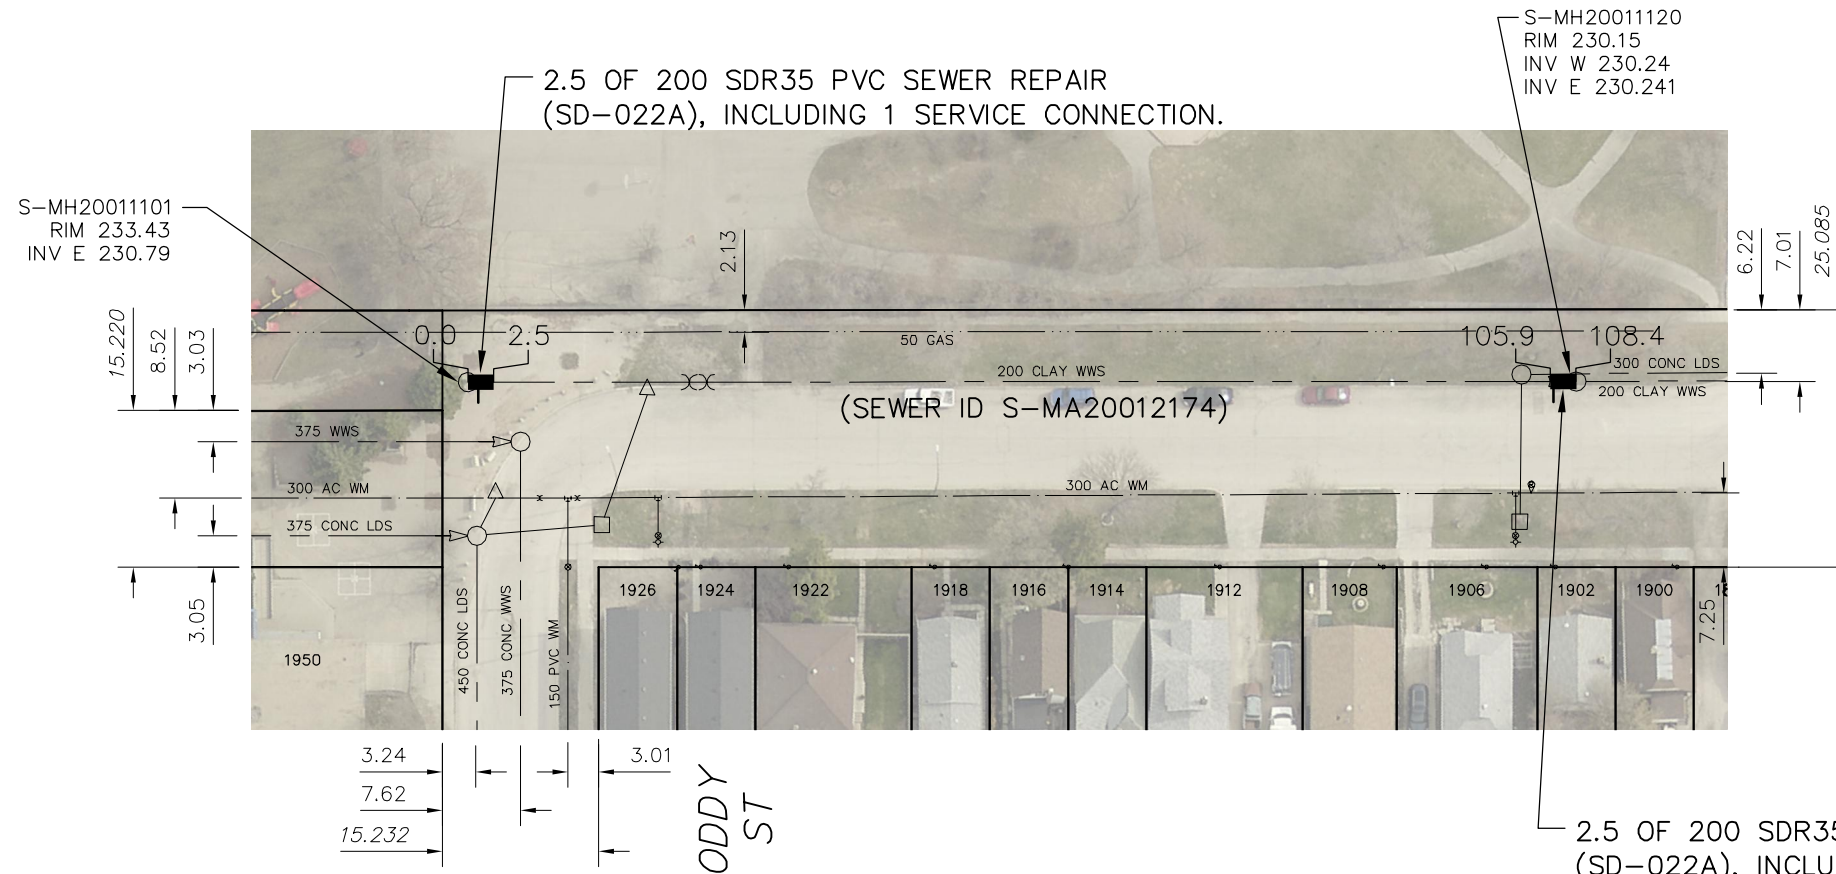 S-MH20011120
RIM 230.15
INV W 230.24
INV E 230.241
2.5 OF 200 SDR35 PVC SEWER REPAIR
(SD-022A), INCLUDING 1 SERVICE CONNECTION.
S-MH20011101
RIM 233.43
INV E 230.79
2.13
6.22
7.01
25.085
15.220
8.52
3.03
0.0
2.5
50 GAS
105.9
108.4
300 CONC LDS
200 CLAY WWS
200 CLAY WWS
(SEWER ID S-MA20012174)
375 WWS
300 AC WM
300 AC WM
375 CONC LDS
3.05
1950
450 CONC LDS
375 CONC WWS
150 PVC WM
1926
1924
1922
1918
1916
1914
1912
1908
1906
1902
1900
7.25
3.24
3.01
7.62
15.232
ODDY
ST
2.5 OF 200 SDR35
(SD-022A), INCLU